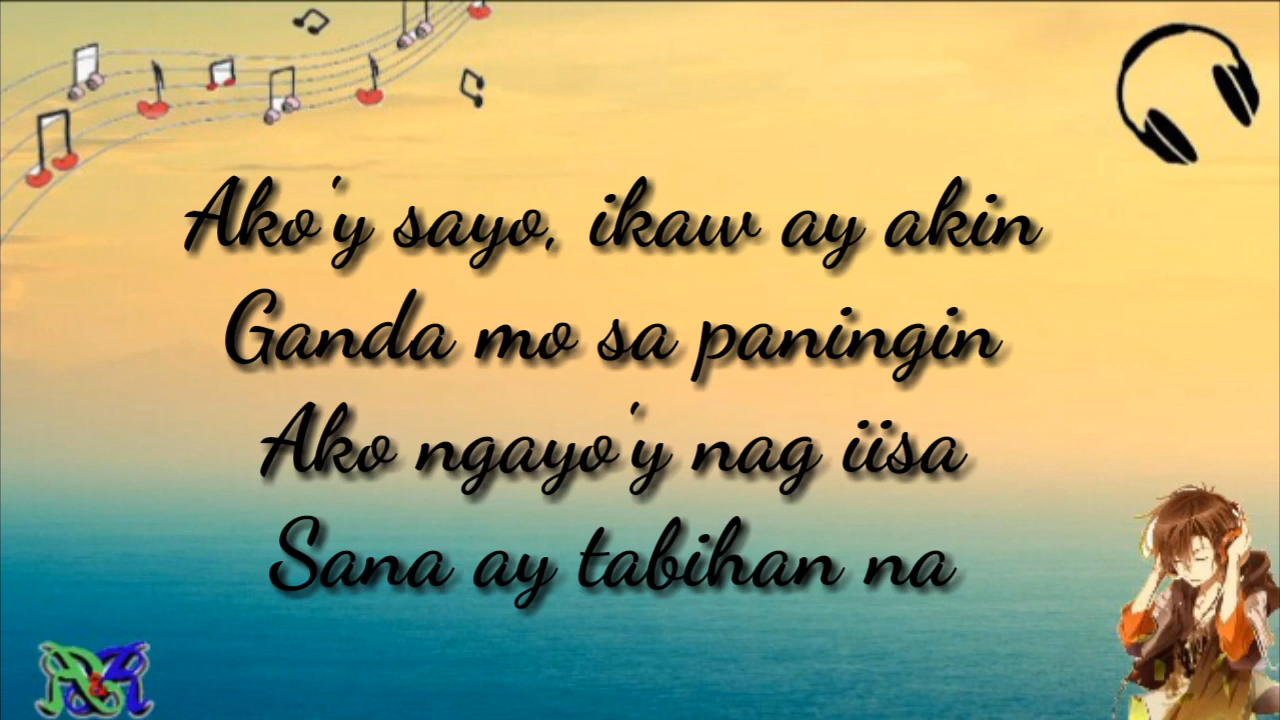 Ako'y sayo, ikaw ay akin
Ganda mo sa paningin
Ako ngayo'y nag iisa
Sana ay tabihan na